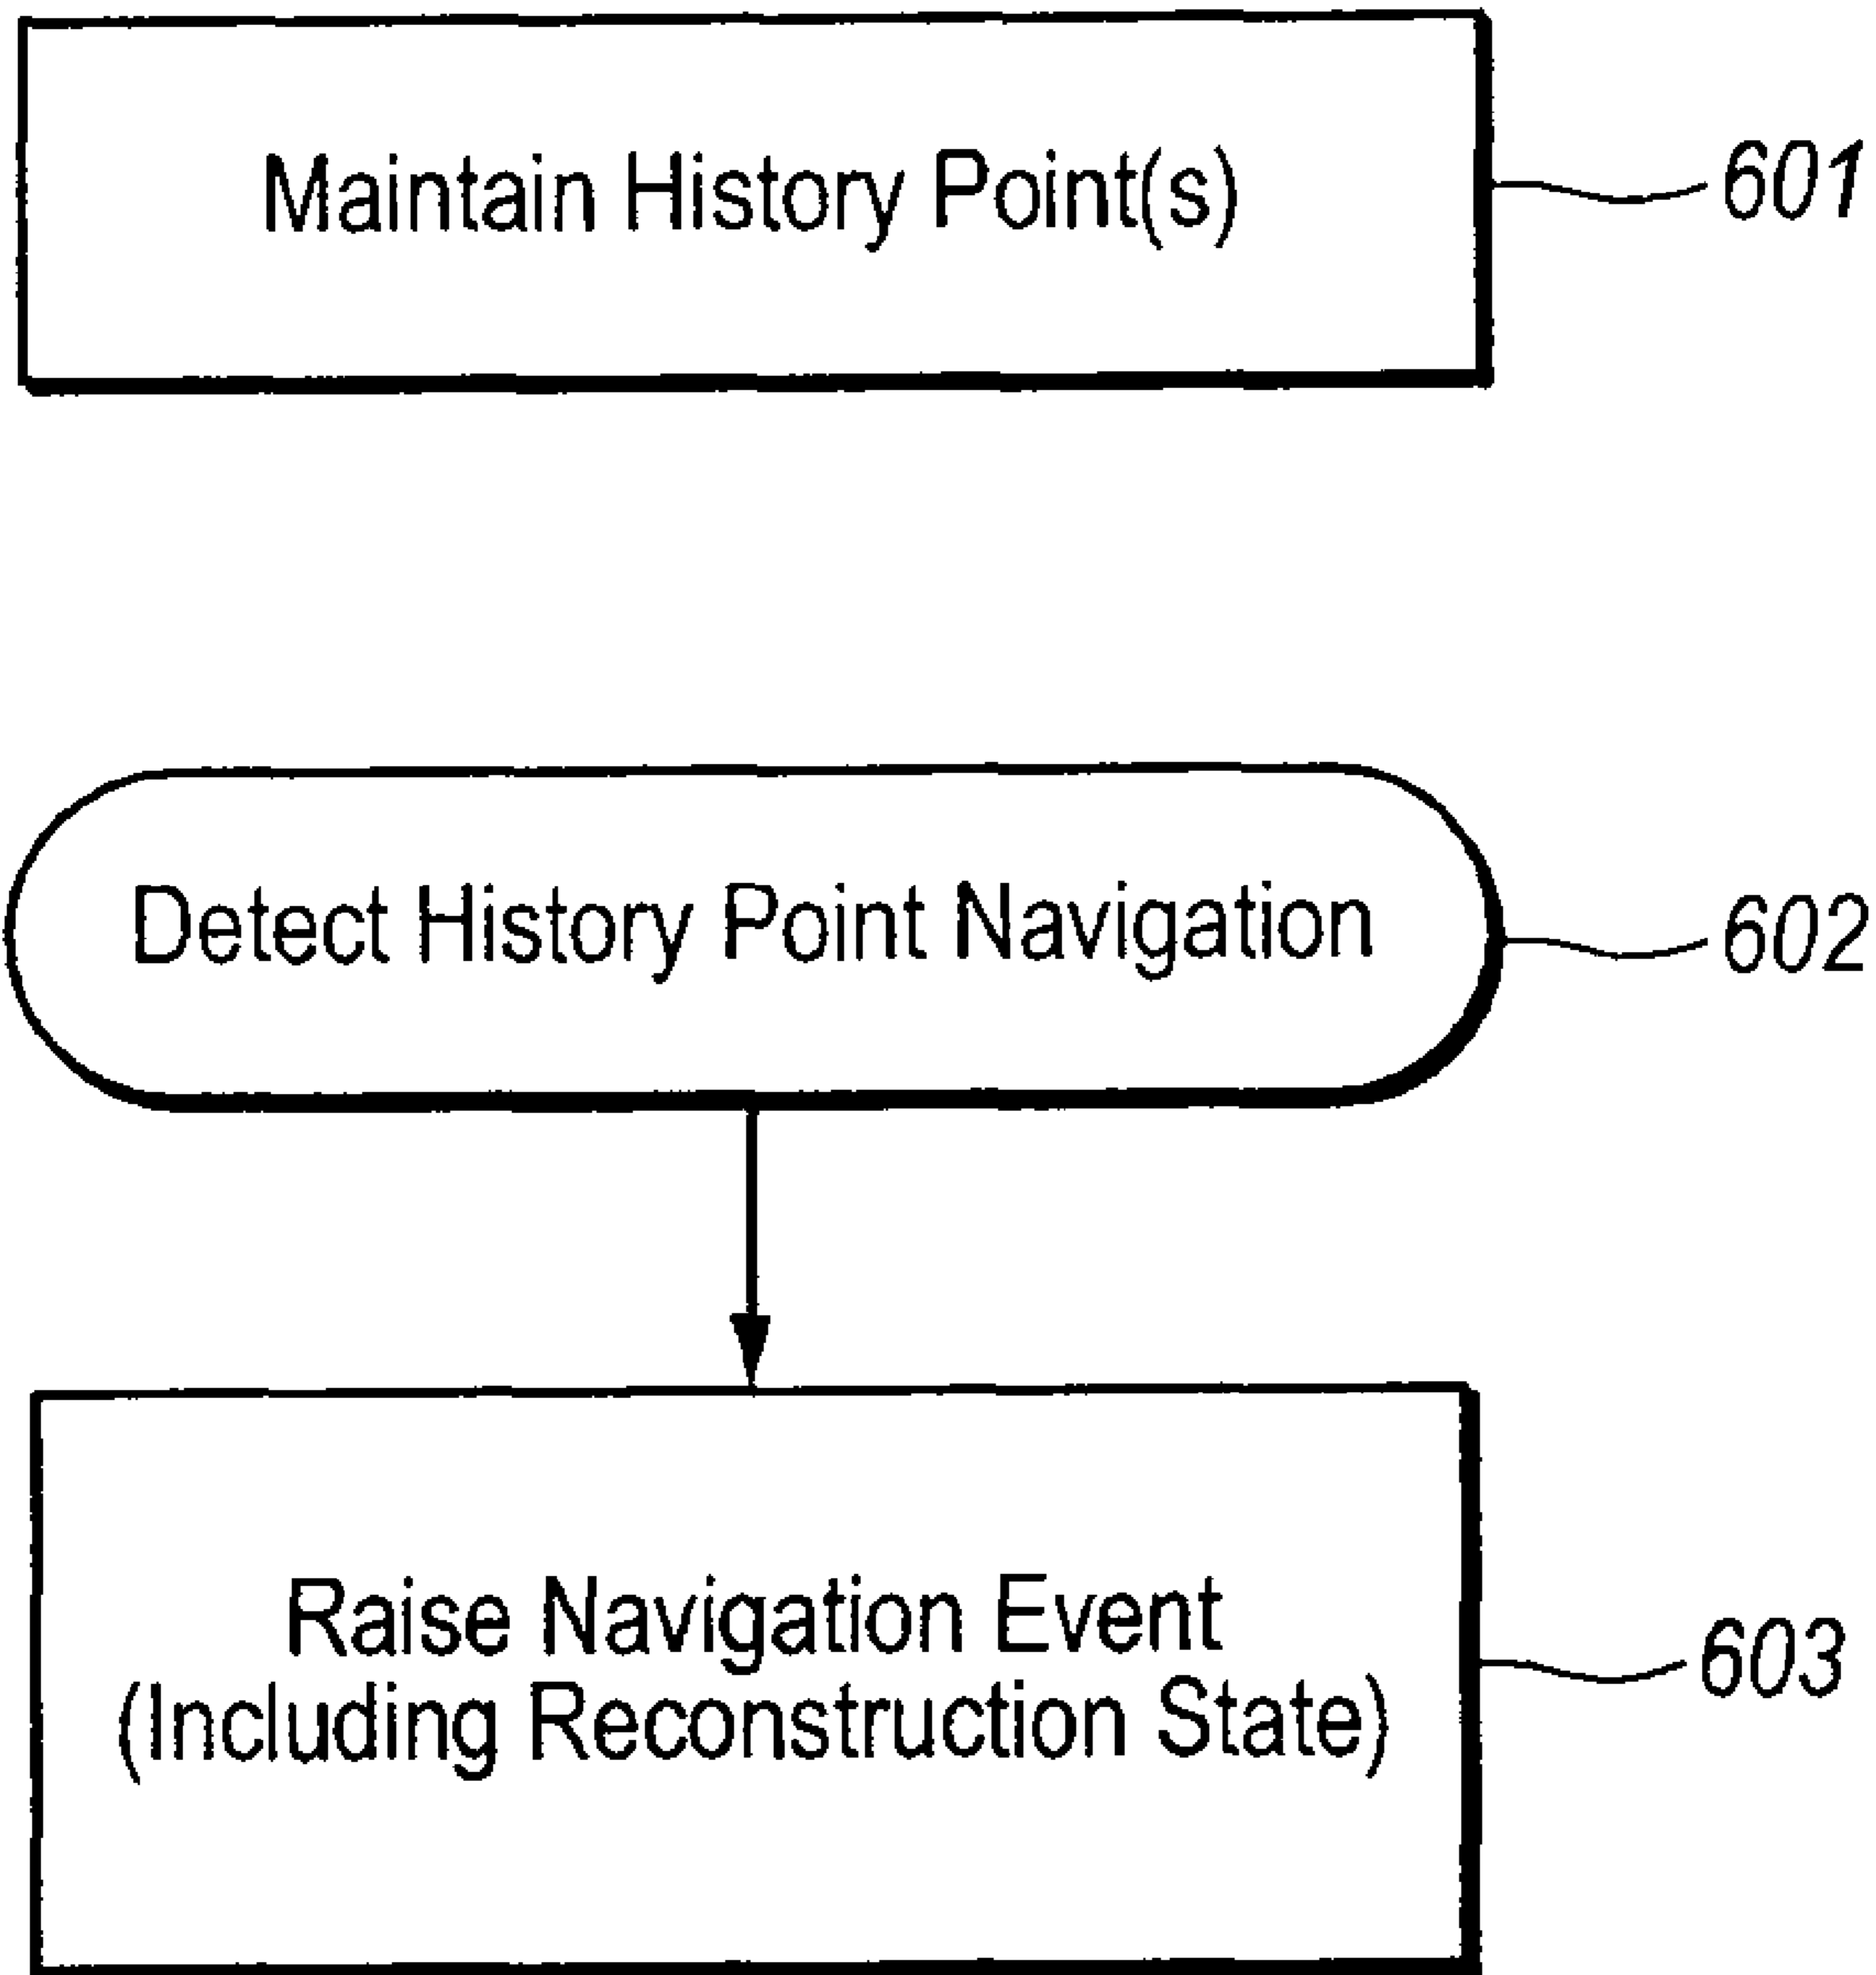 Maintain History Point(s)
601
Detect History Point Navigation
602
Raise Navigation Event
(Including Reconstruction State)
603